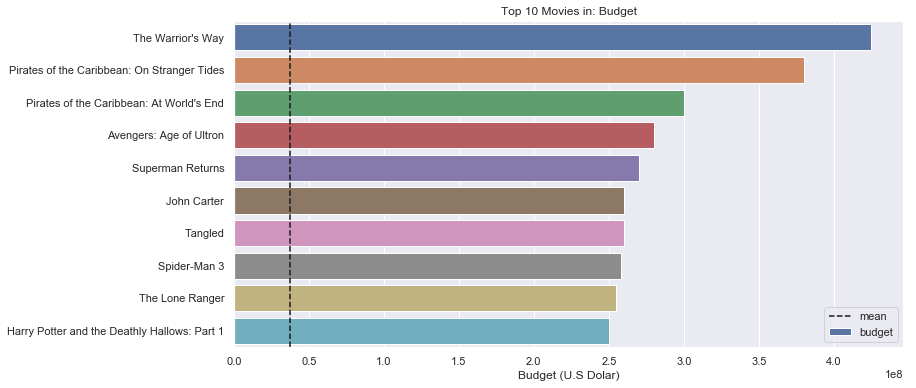 Top 10 Movies in: Budget
The Warrior's Way
Pirates of the Caribbean: On Stranger Tides
Pirates of the Caribbean: At World's End
Avengers: Age of Ultron
Superman Returns
John Carter
Tangled
Spider-Man 3
The Lone Ranger
Harry Potter and the Deathly Hallows: Part 1
mean
budget
0.0 0.5 1.0 1.5 2.0 2.5 3.0 3.5 4.0
1e8
Budget (U.S Dolar)